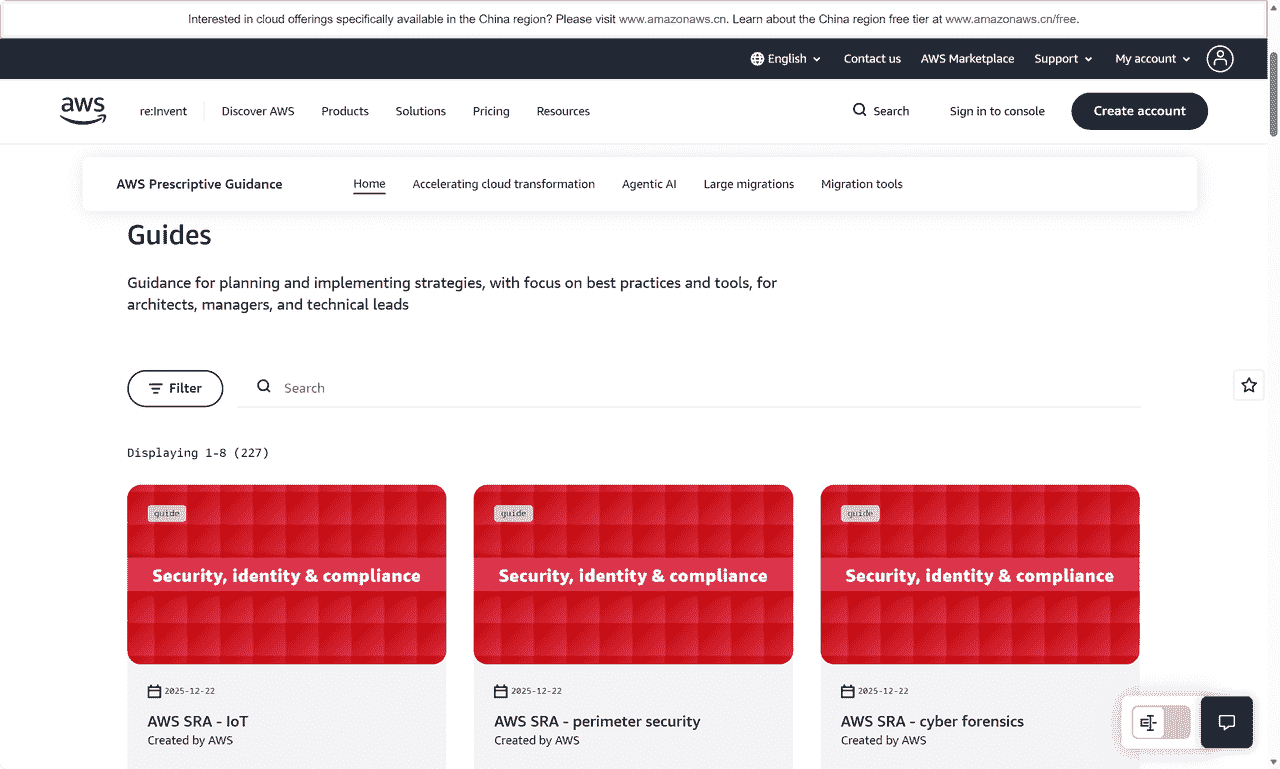 Interested in cloud offerings specifically available in the China region? Please visit www.amazonaws.cn. Learn about the China region free tier at www.amazonaws.cn/free.
English Contact us AWS Marketplace Support My account
aws re:Invent Discover AWS Products Solutions Pricing Resources Search Sign in to console Create account
AWS Prescriptive Guidance Home Accelerating cloud transformation Agentic AI Large migrations Migration tools
Guides
Guidance for planning and implementing strategies, with focus on best practices and tools, for
architects, managers, and technical leads
Filter Search
Displaying 1-8 (227)
guide guide guide
Security, identity & compliance Security, identity & compliance Security, identity & compliance
2025-12-22 2025-12-22 2025-12-22
AWS SRA - IoT AWS SRA - perimeter security AWS SRA - cyber forensics
Created by AWS Created by AWS Created by AWS